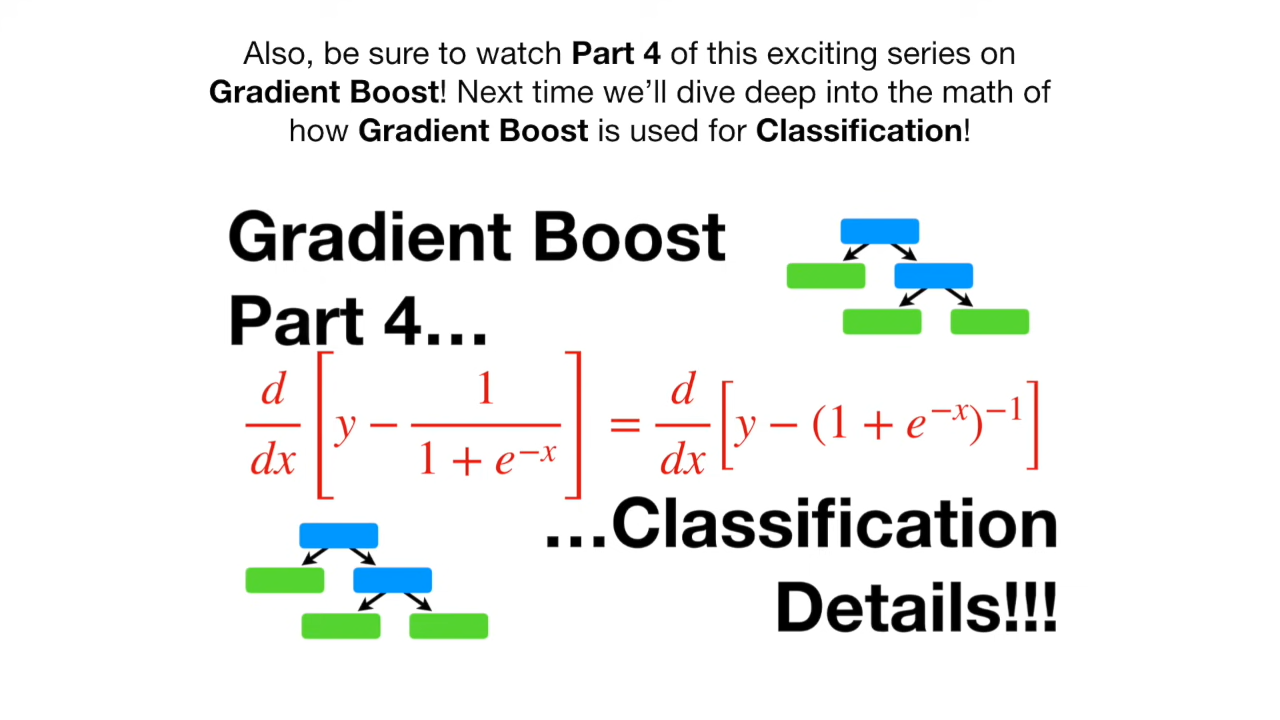 Also, be sure to watch Part 4 of this exciting series on
Gradient Boost! Next time we’ll dive deep into the math of
how Gradient Boost is used for Classification!
Gradient Boost
Part 4…
d/dx [y − 1/(1 + e^−x)] = d/dx [y − (1 + e^−x)^−1]
…Classification
Details!!!